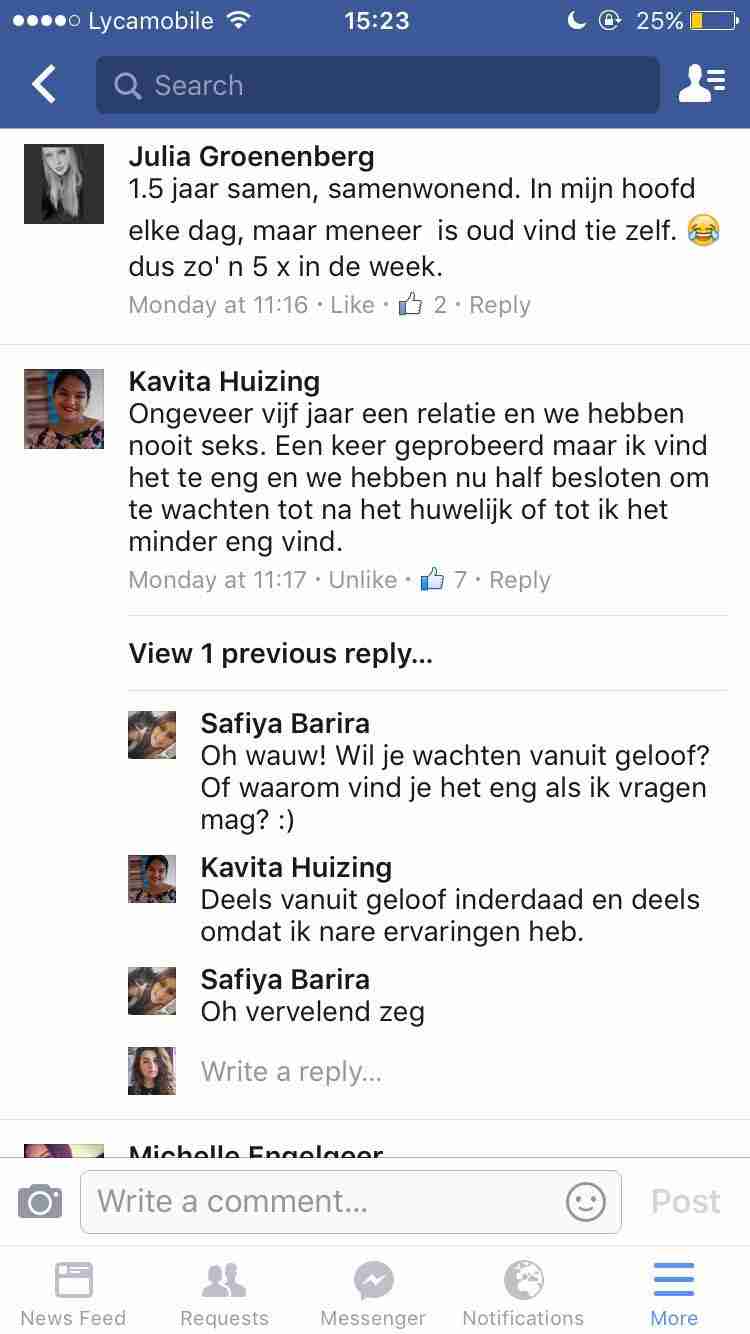 Lycamobile 15:23 25%
Search
Julia Groenenberg
1.5 jaar samen, samenwonend. In mijn hoofd
elke dag, maar meneer  is oud vind tie zelf. 😂
dus zo' n 5 x in de week.
Monday at 11:16 · Like · 2 · Reply
Kavita Huizing
Ongeveer vijf jaar een relatie en we hebben
nooit seks. Een keer geprobeerd maar ik vind
het te eng en we hebben nu half besloten om
te wachten tot na het huwelijk of tot ik het
minder eng vind.
Monday at 11:17 · Unlike · 7 · Reply
View 1 previous reply...
Safiya Barira
Oh wauw! Wil je wachten vanuit geloof?
Of waarom vind je het eng als ik vragen
mag? :)
Kavita Huizing
Deels vanuit geloof inderdaad en deels
omdat ik nare ervaringen heb.
Safiya Barira
Oh vervelend zeg
Write a reply...
Michelle Engelgeer
Write a comment... Post
News Feed Requests Messenger Notifications More